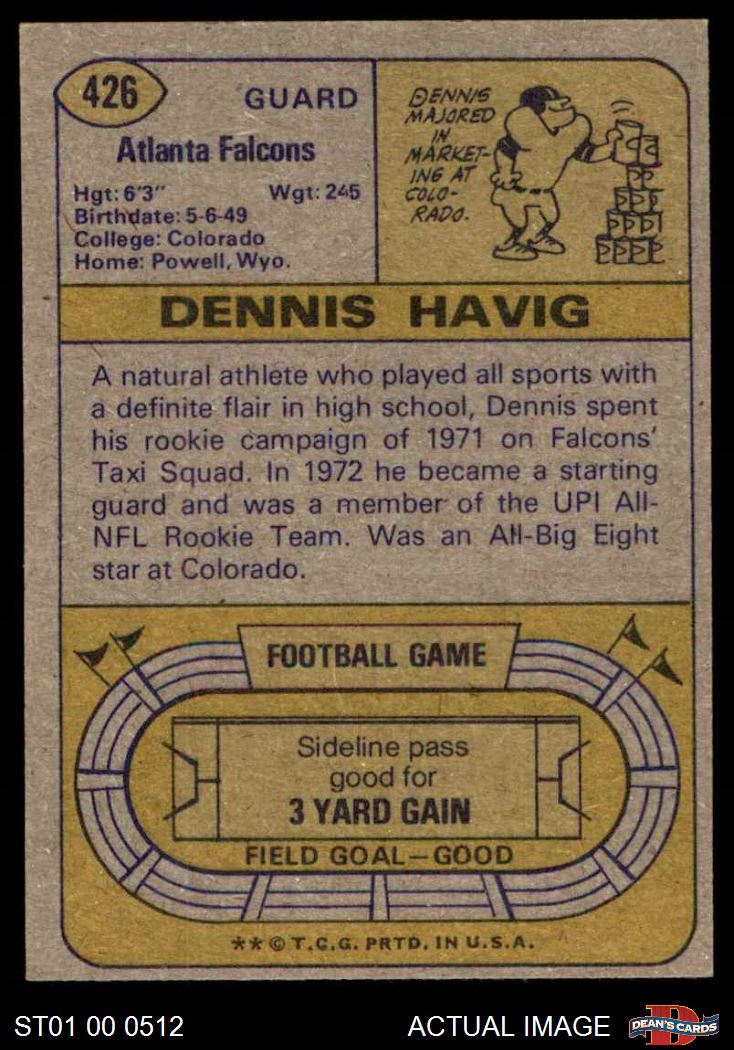 426
GUARD
Atlanta Falcons
Hgt: 6'3" Wgt: 245
Birthdate: 5-6-49
College: Colorado
Home: Powell, Wyo.
DENNIS
MAJORED
IN
MARKET-
ING AT
COLO-
RADO.
DENNIS HAVIG
A natural athlete who played all sports with
a definite flair in high school, Dennis spent
his rookie campaign of 1971 on Falcons'
Taxi Squad. In 1972 he became a starting
guard and was a member of the UPI All-
NFL Rookie Team. Was an All-Big Eight
star at Colorado.
FOOTBALL GAME
Sideline pass
good for
3 YARD GAIN
FIELD GOAL—GOOD
** © T.C.G. PRTD. IN U.S.A.
ST01 00 0512
ACTUAL IMAGE
D
DEAN'S CARDS